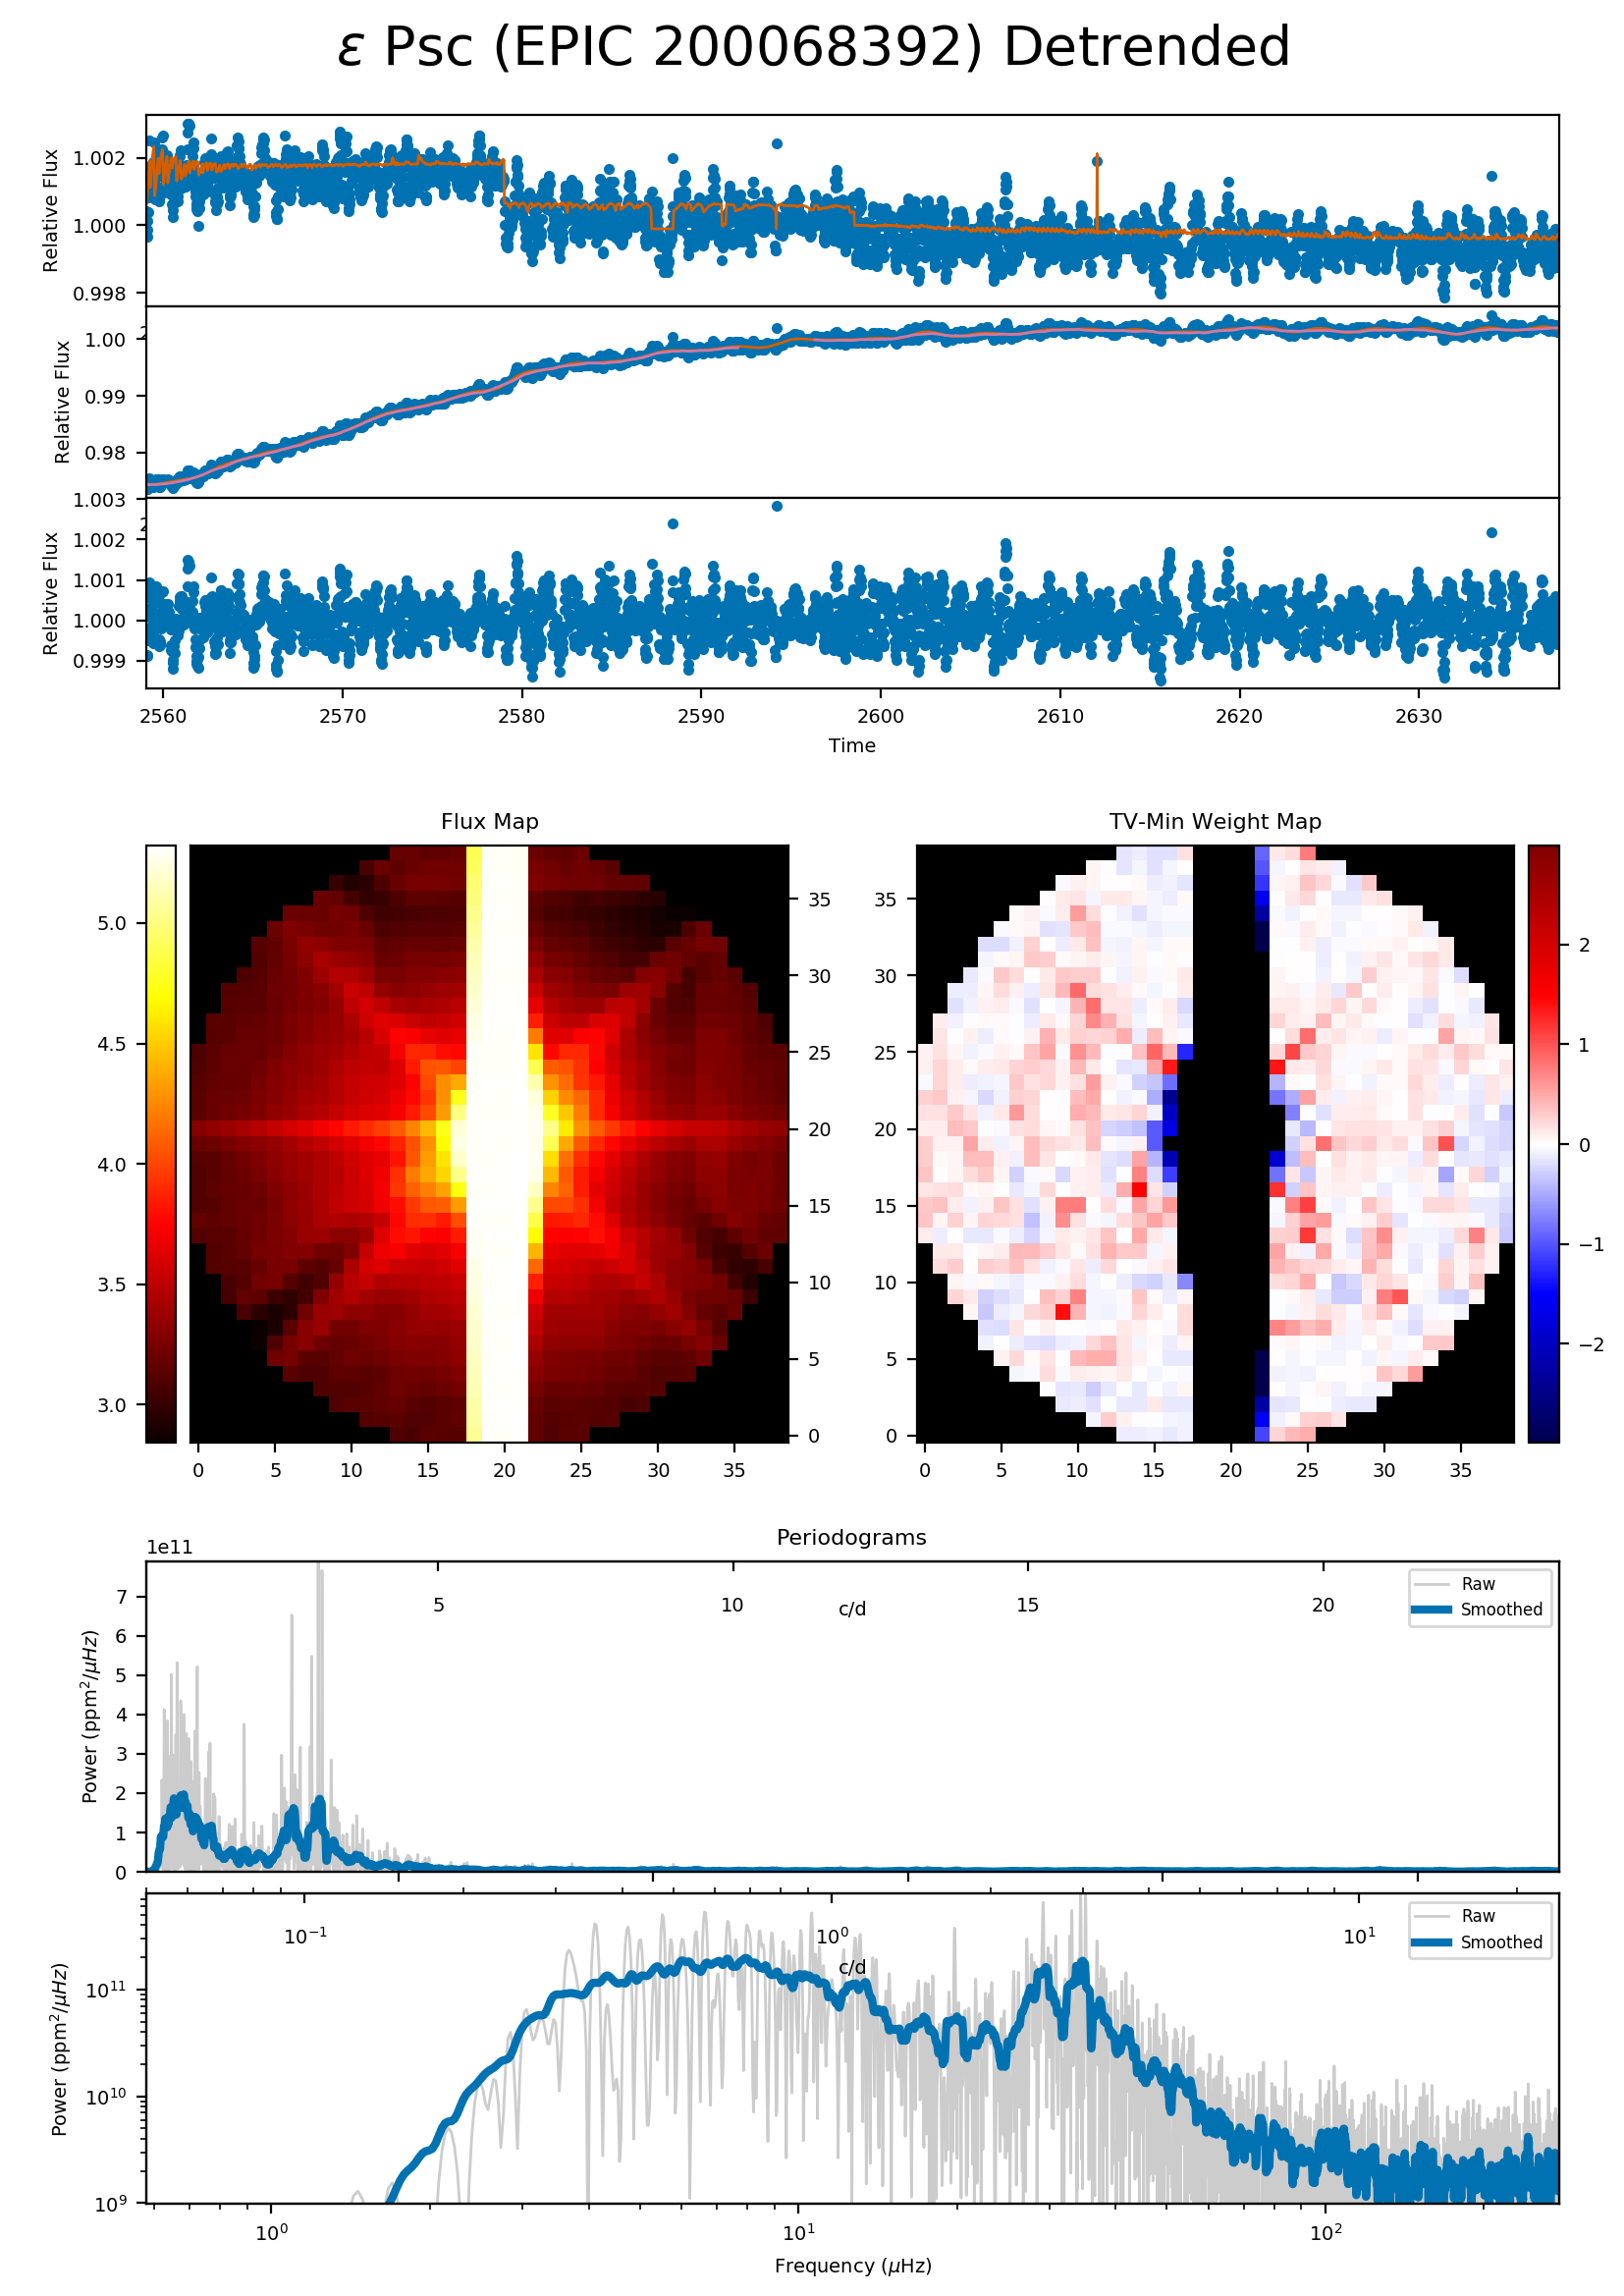 ε Psc (EPIC 200068392) Detrended
Relative Flux
1.002
1.000
0.998
Relative Flux
1.00
0.99
0.98
Relative Flux
1.003
1.002
1.001
1.000
0.999
2560 2570 2580 2590 2600 2610 2620 2630
Time
Flux Map
5.0
4.5
4.0
3.5
3.0
35
30
25
20
15
10
5
0
0 5 10 15 20 25 30 35
TV-Min Weight Map
35
30
25
20
15
10
5
0
0 5 10 15 20 25 30 35
2
1
0
−1
−2
Periodograms
1e11
Power (ppm²/μHz)
7
6
5
4
3
2
1
0
5 10 15 20
c/d
Raw
Smoothed
Power (ppm²/μHz)
10¹¹
10¹⁰
10⁹
10⁻¹ 10⁰ 10¹
c/d
Raw
Smoothed
10⁰ 10¹ 10²
Frequency (μHz)